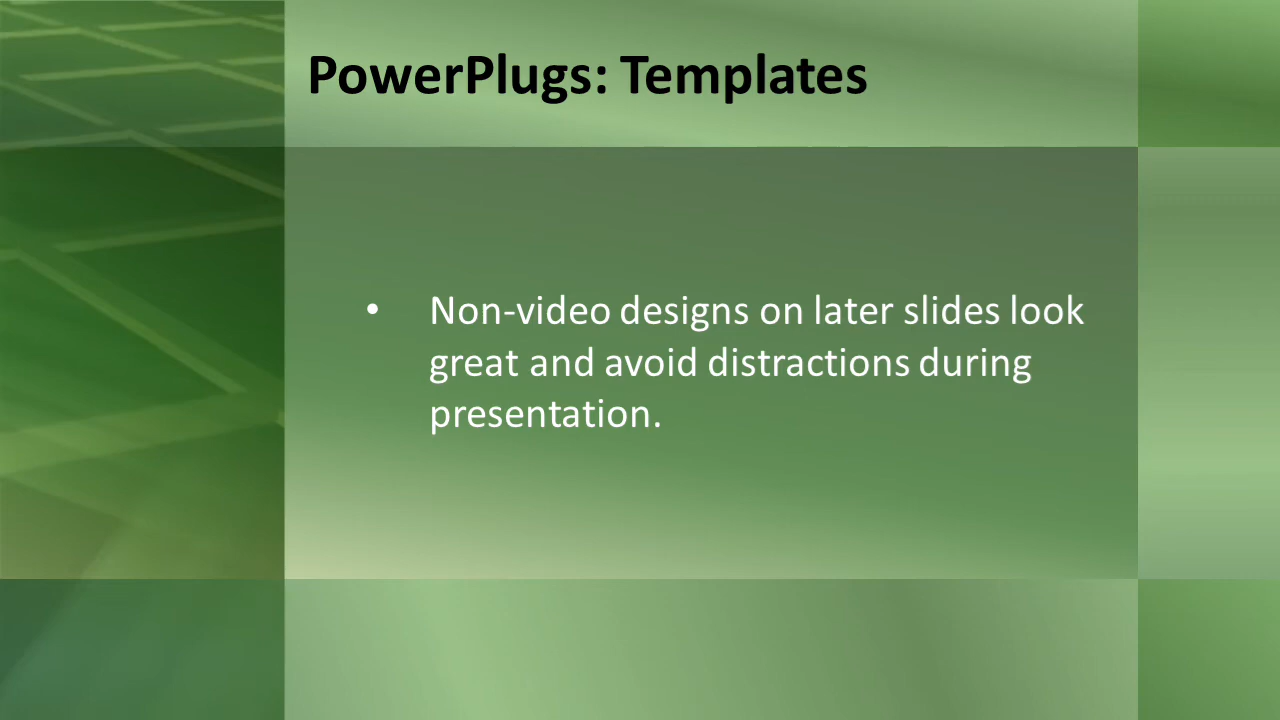 PowerPlugs: Templates
• Non-video designs on later slides look
great and avoid distractions during
presentation.